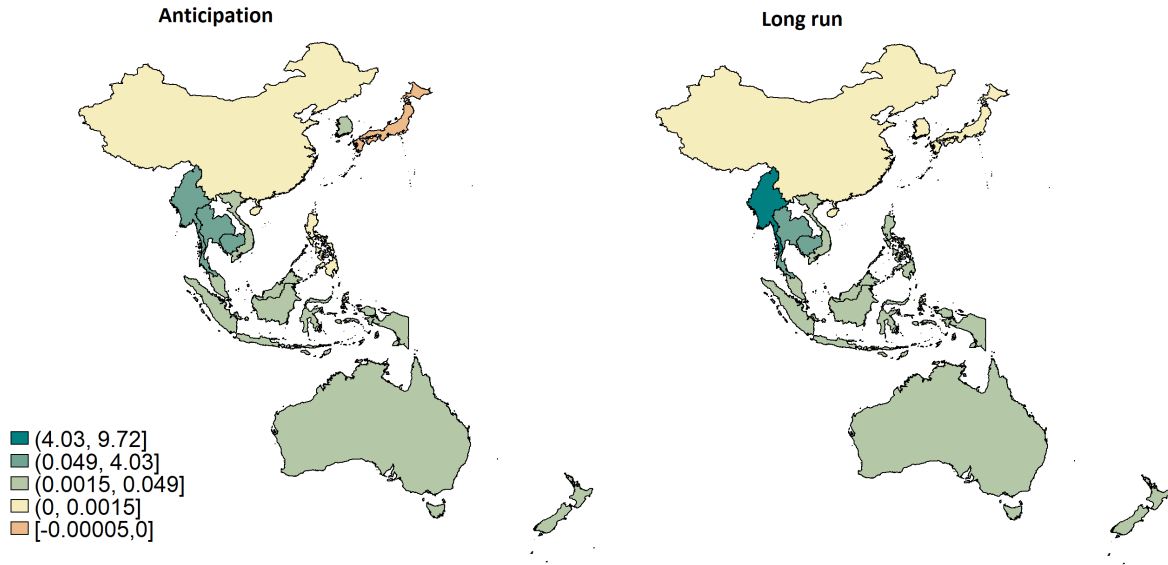 Anticipation
Long run
(4.03, 9.72]
(0.049, 4.03]
(0.0015, 0.049]
(0, 0.0015]
[-0.00005,0]